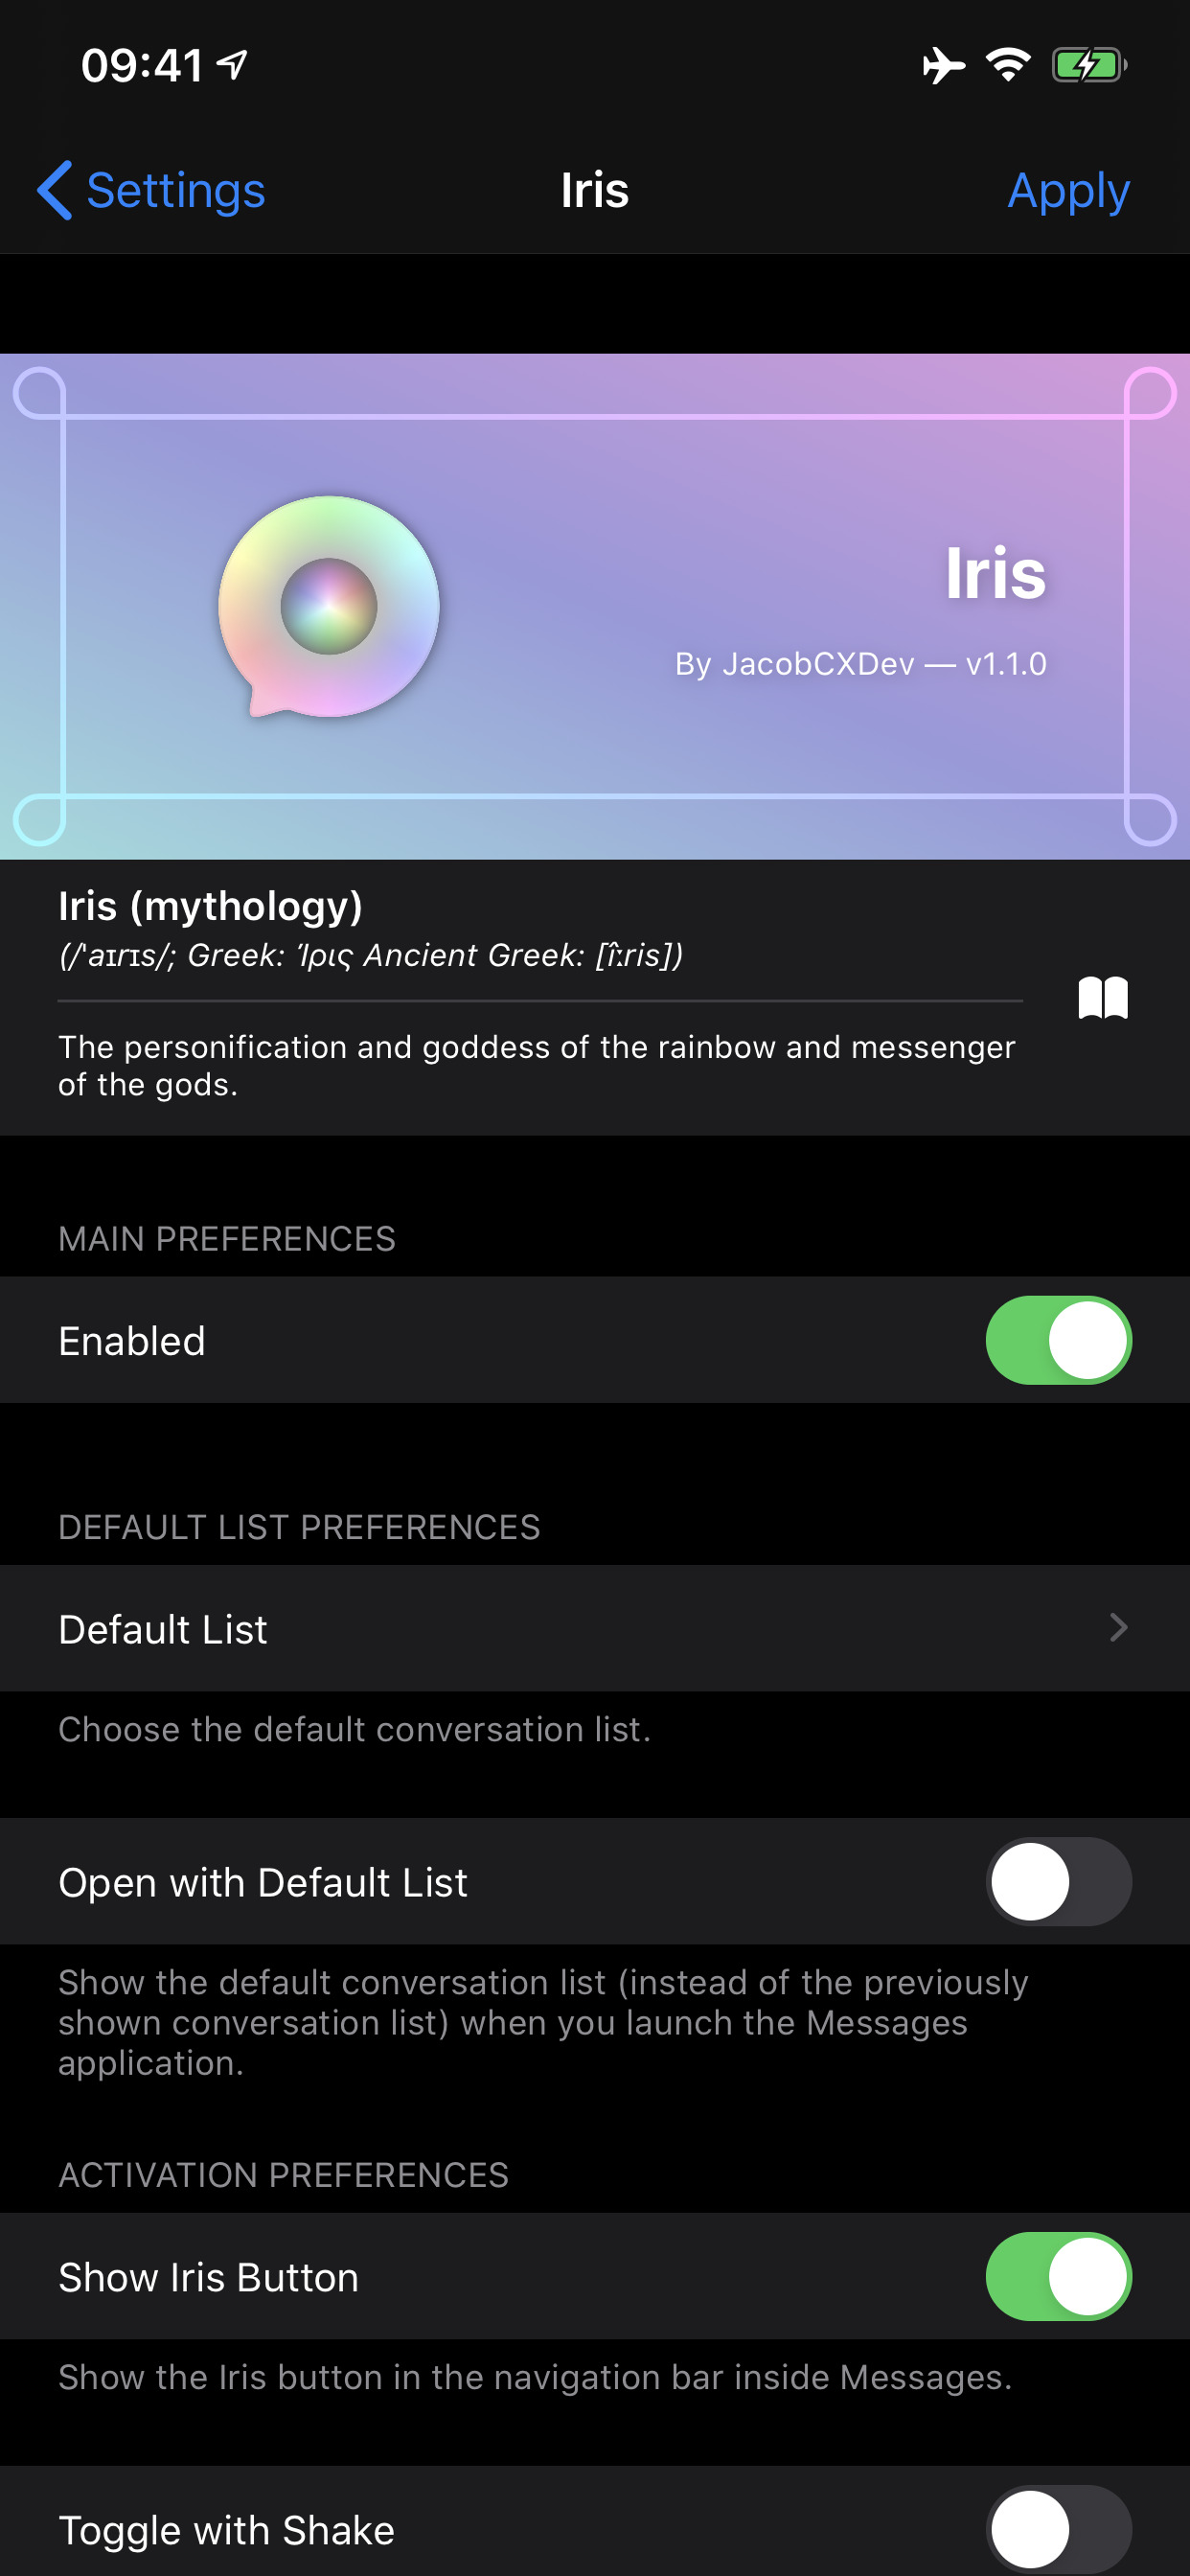 09:41
Settings
Iris
Apply
Iris
By JacobCXDev — v1.1.0
Iris (mythology)
(/ˈaɪrɪs/; Greek: Ίρις Ancient Greek: [îːris])
The personification and goddess of the rainbow and messenger
of the gods.
MAIN PREFERENCES
Enabled
DEFAULT LIST PREFERENCES
Default List
Choose the default conversation list.
Open with Default List
Show the default conversation list (instead of the previously
shown conversation list) when you launch the Messages
application.
ACTIVATION PREFERENCES
Show Iris Button
Show the Iris button in the navigation bar inside Messages.
Toggle with Shake